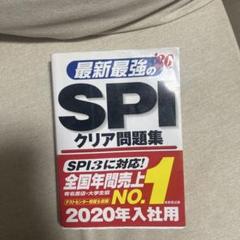 最新最強の
'20
SPI
クリア問題集
SPI3に対応!
全国年間売上
NO.1
2020年入社用